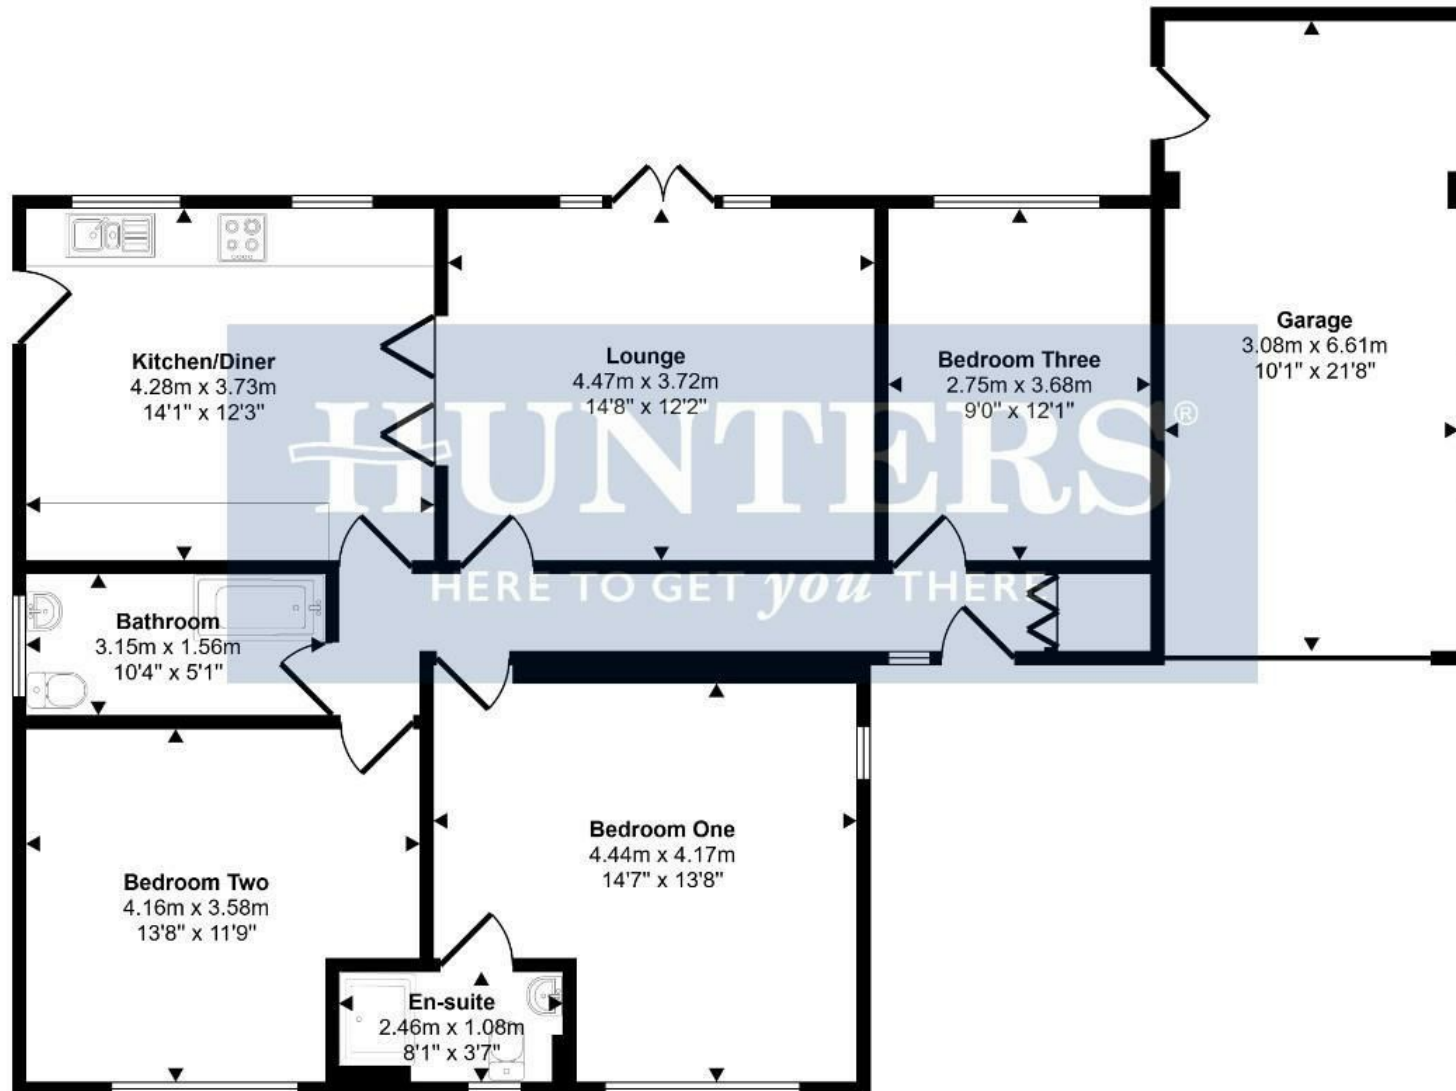 Kitchen/Diner
4.28m x 3.73m
14'1" x 12'3"
Lounge
4.47m x 3.72m
14'8" x 12'2"
Bedroom Three
2.75m x 3.68m
9'0" x 12'1"
Garage
3.08m x 6.61m
10'1" x 21'8"
HUNTERS®
HERE TO GET you THERE
Bathroom
3.15m x 1.56m
10'4" x 5'1"
Bedroom Two
4.16m x 3.58m
13'8" x 11'9"
Bedroom One
4.44m x 4.17m
14'7" x 13'8"
En-suite
2.46m x 1.08m
8'1" x 3'7"